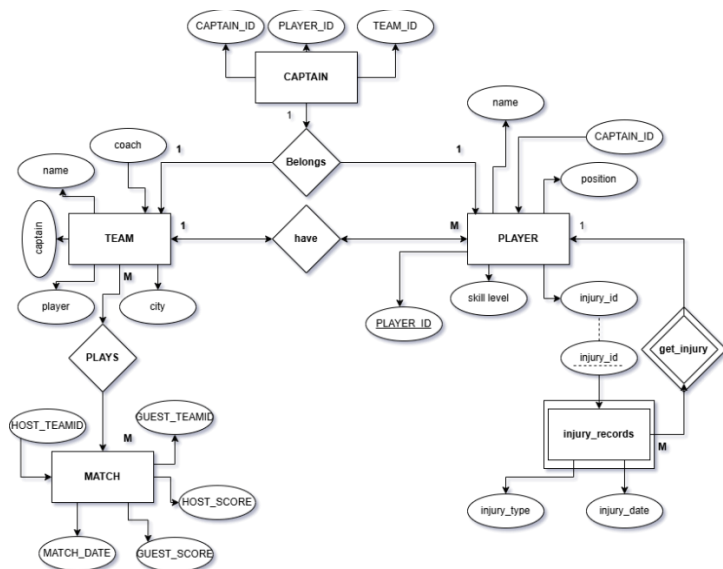 CAPTAIN_ID
PLAYER_ID
TEAM_ID
CAPTAIN
1
name
coach
CAPTAIN_ID
1
Belongs
1
name
position
captain
TEAM
1
have
M
PLAYER
1
M
player
city
skill level
injury_id
PLAYER_ID
PLAYS
injury_id
get_injury
HOST_TEAMID
GUEST_TEAMID
M
injury_records
M
MATCH
HOST_SCORE
injury_type
injury_date
MATCH_DATE
GUEST_SCORE